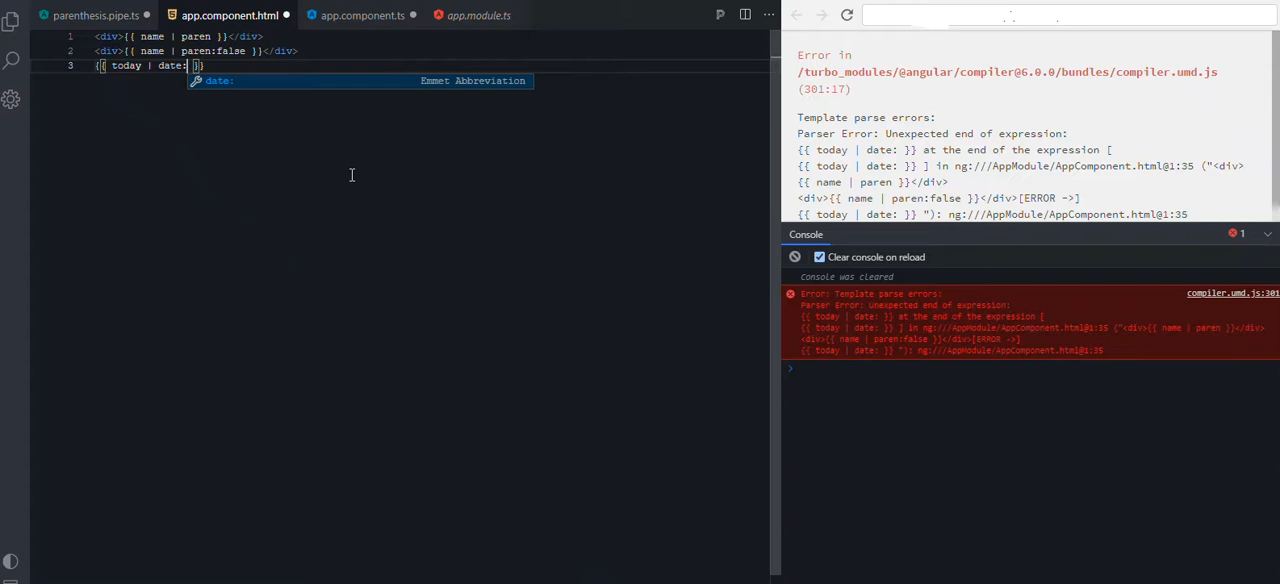 parenthesis.pipe.ts
app.component.html
app.component.ts
app.module.ts
1 <div>{{ name | paren }}</div>
2 <div>{{ name | paren:false }}</div>
3 {{ today | date: }}
date: Emmet Abbreviation
Error in
/turbo_modules/@angular/compiler@6.0.0/bundles/compiler.umd.js
(301:17)
Template parse errors:
Parser Error: Unexpected end of expression:
{{ today | date: }} at the end of the expression [
{{ today | date: }} ] in ng:///AppModule/AppComponent.html@1:35 ("<div>
{{ name | paren }}</div>
<div>{{ name | paren:false }}</div>[ERROR ->]
{{ today | date: }} "): ng:///AppModule/AppComponent.html@1:35
Console
1
Clear console on reload
Console was cleared
Error: Template parse errors: compiler.umd.js:301
Parser Error: Unexpected end of expression:
{{ today | date: }} at the end of the expression [
{{ today | date: }} ] in ng:///AppModule/AppComponent.html@1:35 ("<div>{{ name | paren }}</div>
<div>{{ name | paren:false }}</div>[ERROR ->]
{{ today | date: }} "): ng:///AppModule/AppComponent.html@1:35